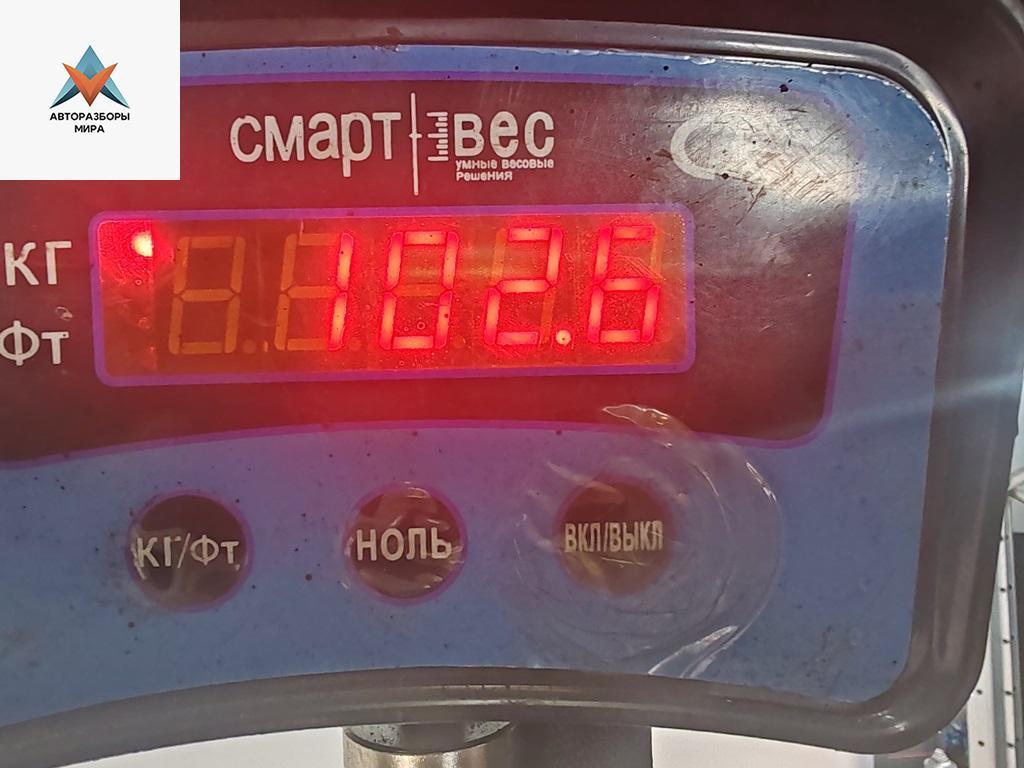 АВТОРАЗБОРЫ
МИРА
смарт вес
умные весовые
решения
КГ
ФТ
102.6
КГ/ФТ
НОЛЬ
ВКЛ/ВЫКЛ